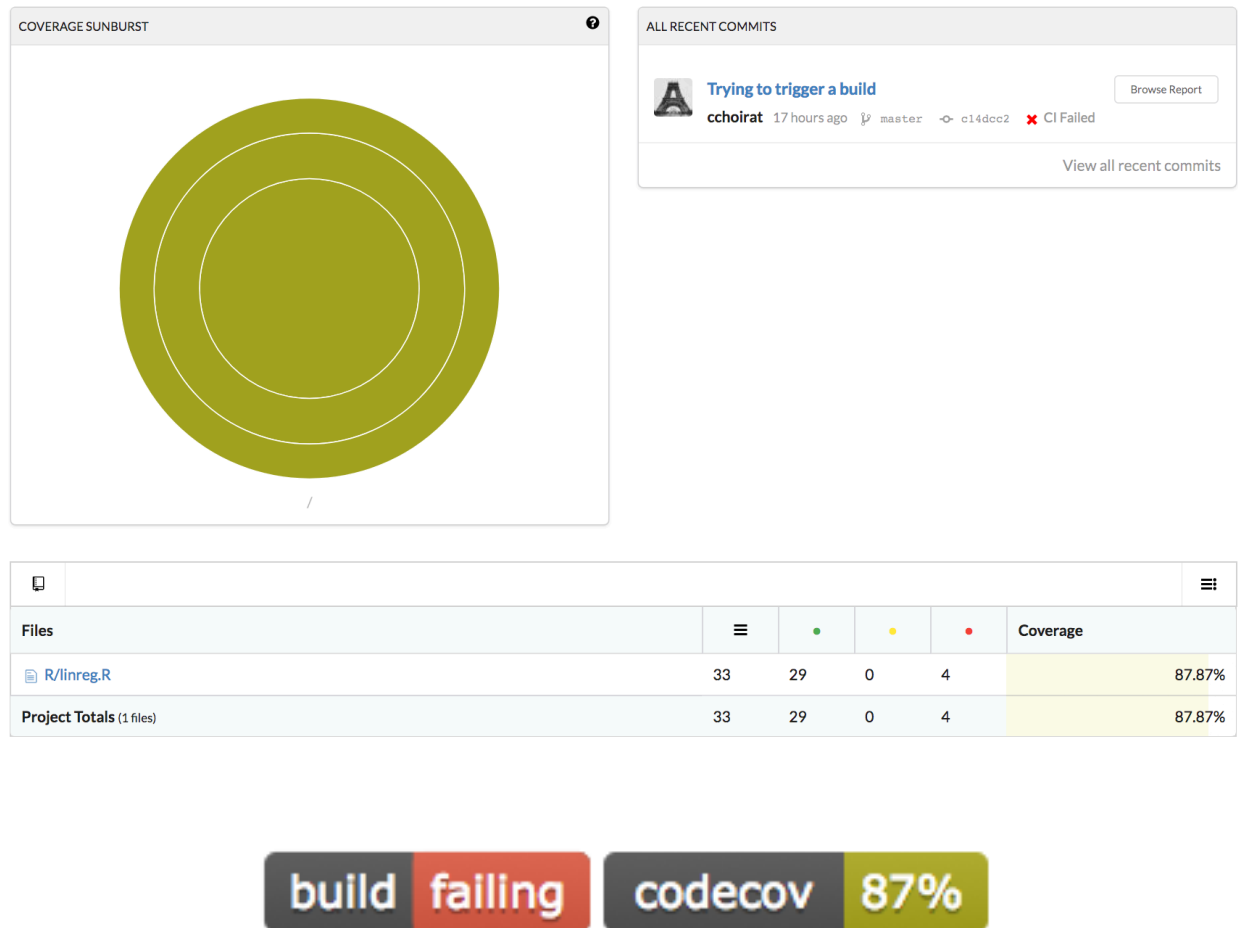 COVERAGE SUNBURST
/
ALL RECENT COMMITS
Trying to trigger a build
Browse Report
cchoirat 17 hours ago master c14dcc2 CI Failed
View all recent commits
Files Coverage
R/linreg.R 33 29 0 4 87.87%
Project Totals (1 files) 33 29 0 4 87.87%
build failing codecov 87%